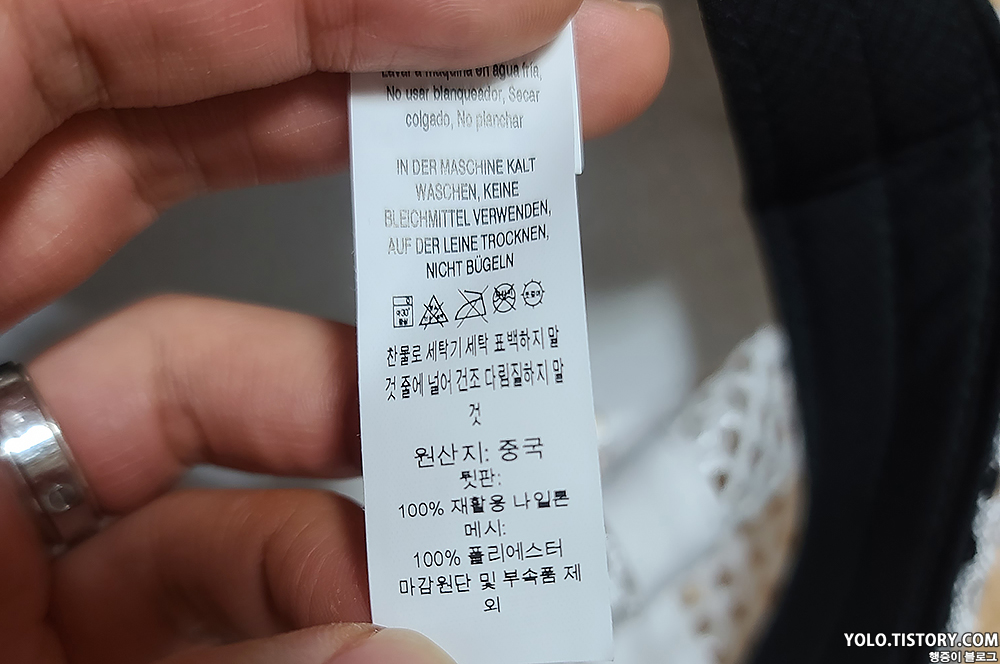 Lavar a maquina en agua fria,
No usar blanqueador, Secar
colgado, No planchar
IN DER MASCHINE KALT
WASCHEN, KEINE
BLEICHMITTEL VERWENDEN,
AUF DER LEINE TROCKNEN,
NICHT BÜGELN
찬물로 세탁기 세탁 표백하지 말
것 줄에 널어 건조 다림질하지 말
것
원산지: 중국
뒷판:
100% 재활용 나일론
메시:
100% 폴리에스터
마감원단 및 부속품 제
외
YOLO.TISTORY.COM
행중이 블로그